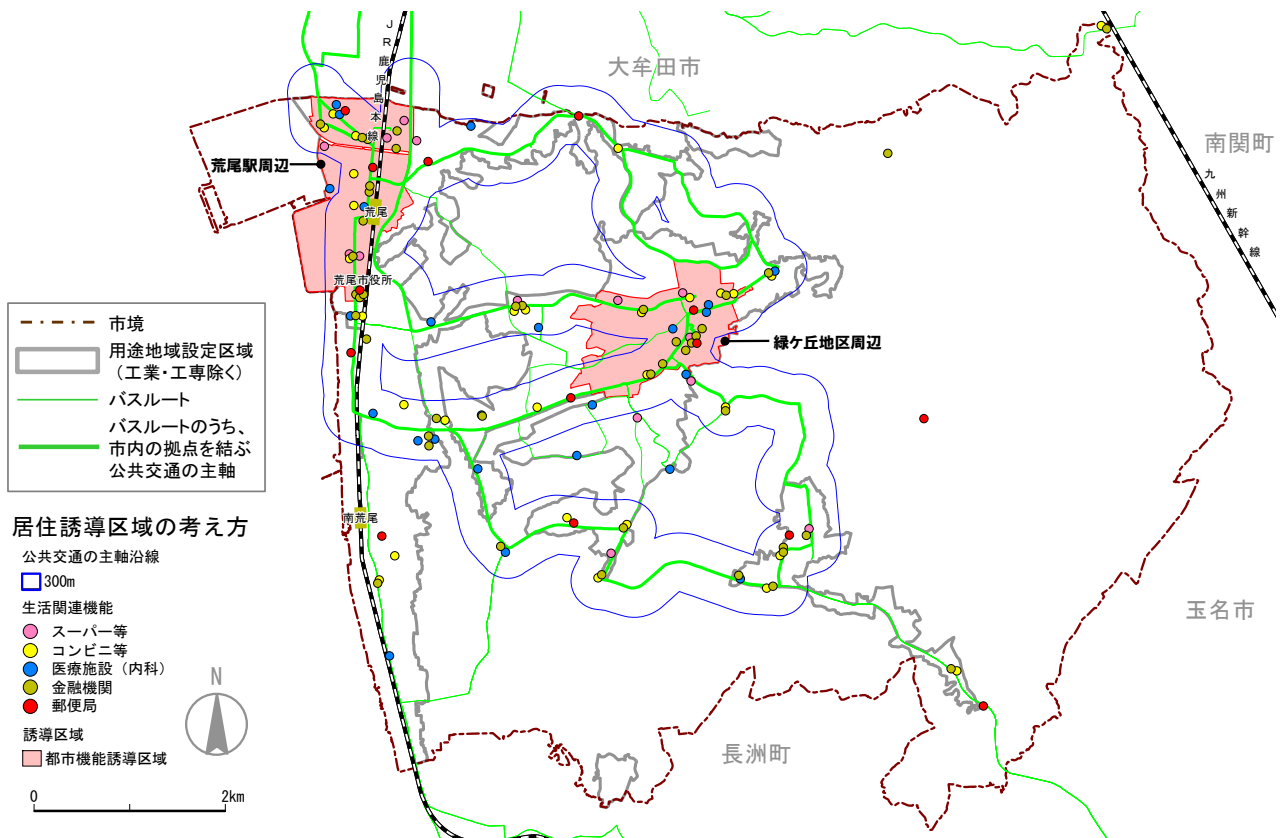 JR鹿児島本線
大牟田市
南関町
九州新幹線
荒尾駅周辺
荒尾
荒尾市役所
緑ケ丘地区周辺
市境
用途地域設定区域
（工業・工専除く）
バスルート
バスルートのうち、
市内の拠点を結ぶ
公共交通の主軸
南荒尾
居住誘導区域の考え方
公共交通の主軸沿線
300m
生活関連機能
スーパー等
コンビニ等
医療施設（内科）
金融機関
郵便局
誘導区域
都市機能誘導区域
N
0 2km
玉名市
長洲町